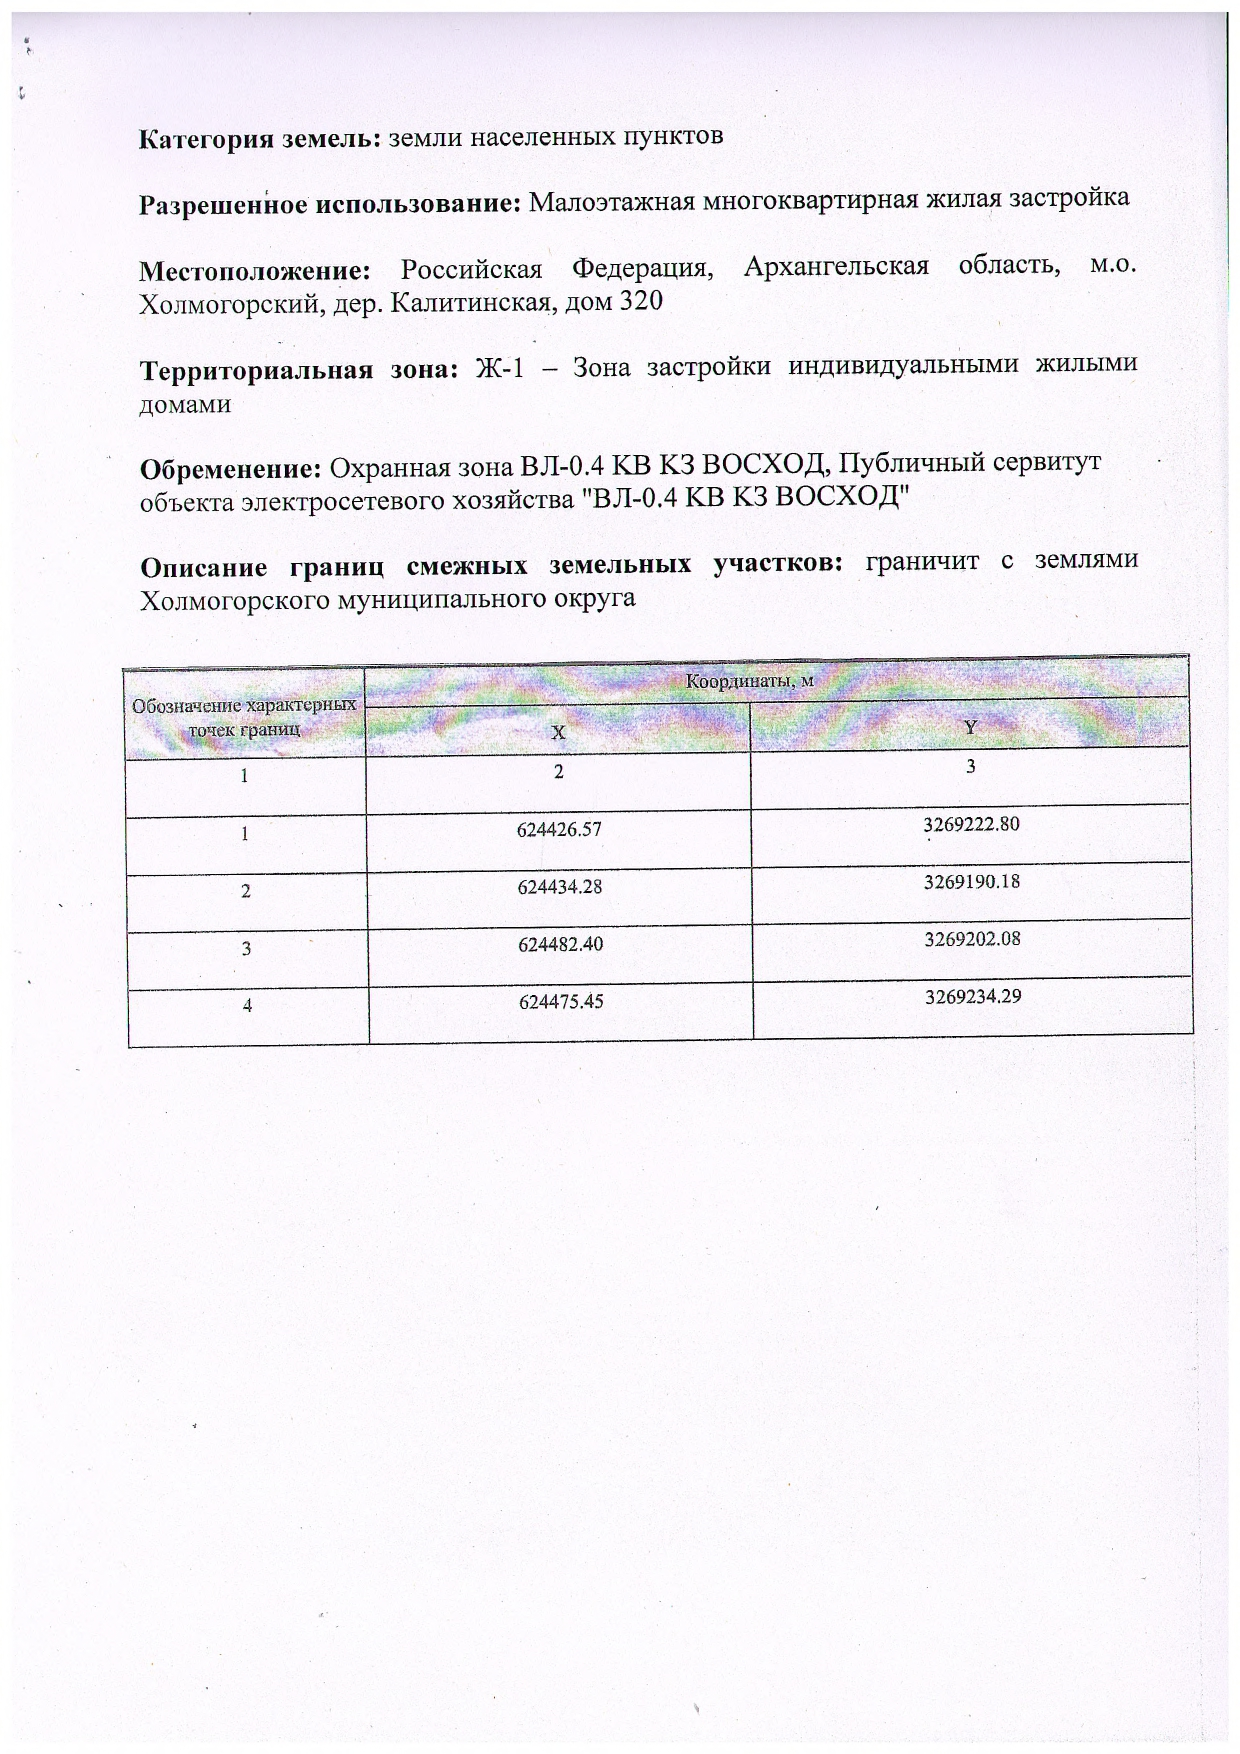 Категория земель: земли населенных пунктов
Разрешенное использование: Малоэтажная многоквартирная жилая застройка
Местоположение: Российская Федерация, Архангельская область, м.о.
Холмогорский, дер. Калитинская, дом 320
Территориальная зона: Ж-1 – Зона застройки индивидуальными жилыми
домами
Обременение: Охранная зона ВЛ-0.4 КВ КЗ ВОСХОД, Публичный сервитут
объекта электросетевого хозяйства "ВЛ-0.4 КВ КЗ ВОСХОД"
Описание границ смежных земельных участков: граничит с землями
Холмогорского муниципального округа
Обозначение характерных
точек границ
Координаты, м
X Y
1 2 3
1 624426.57 3269222.80
2 624434.28 3269190.18
3 624482.40 3269202.08
4 624475.45 3269234.29